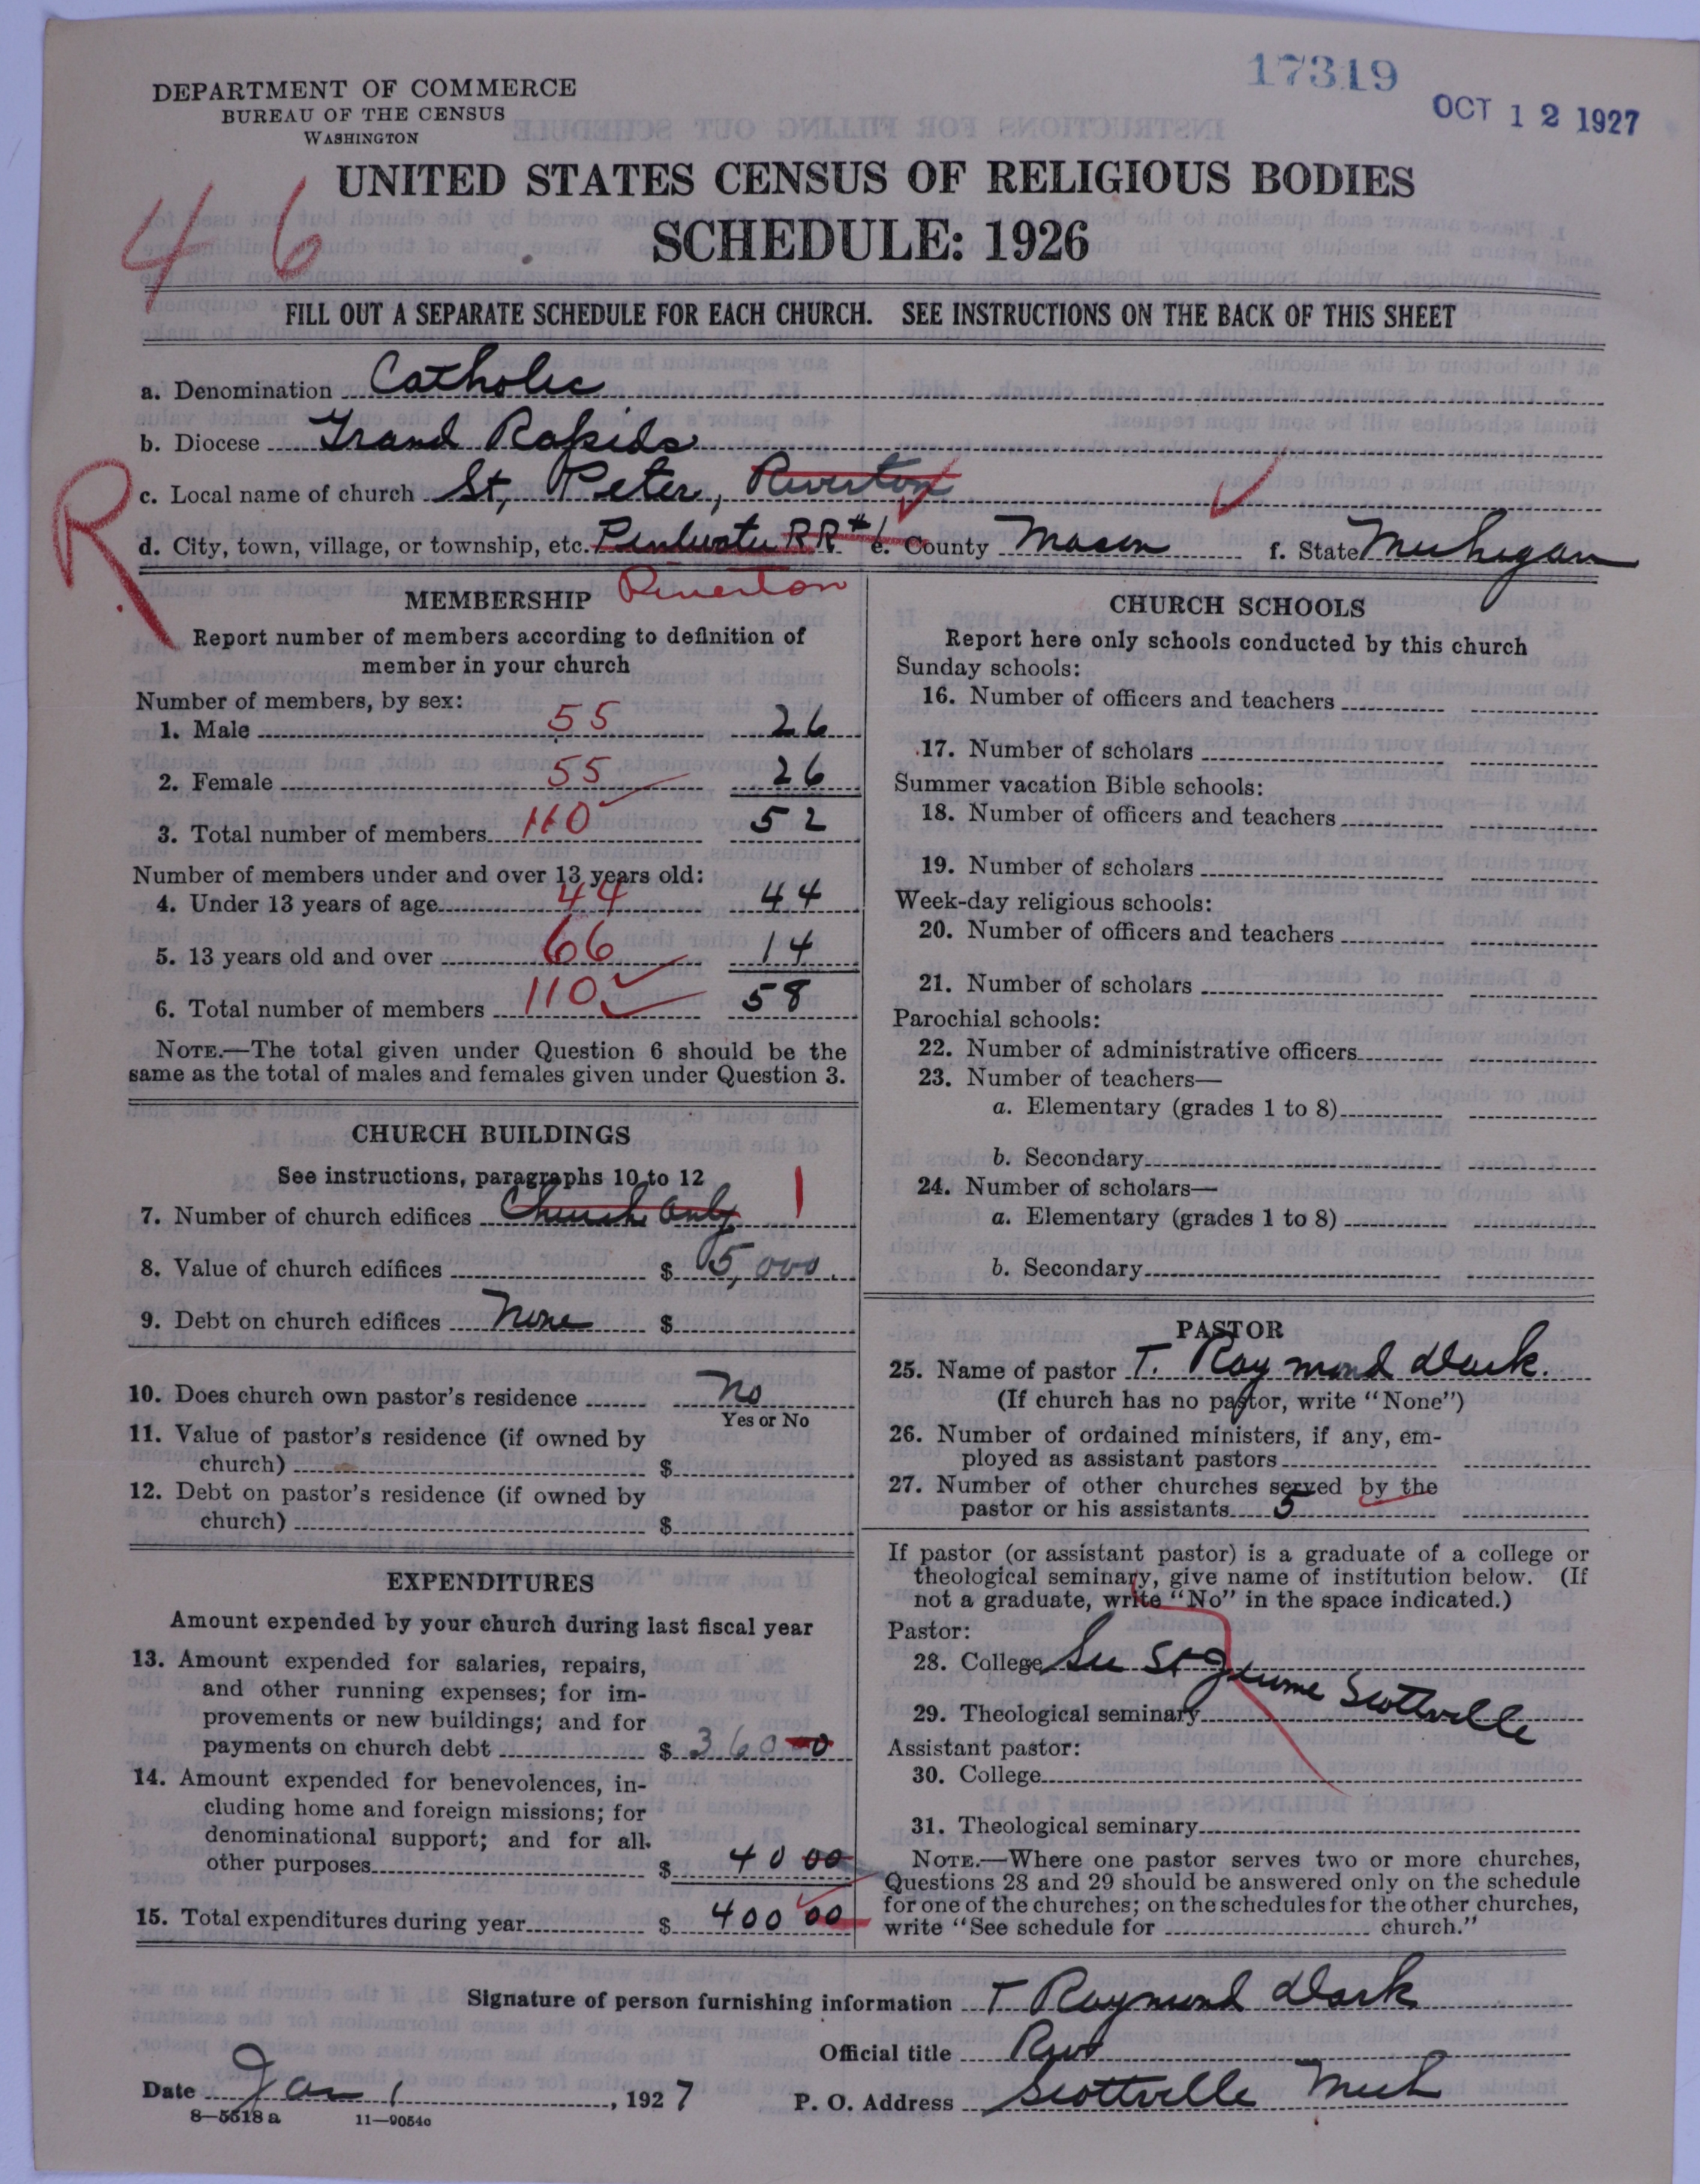 17319
OCT 12 1927
DEPARTMENT OF COMMERCE
BUREAU OF THE CENSUS
WASHINGTON
UNITED STATES CENSUS OF RELIGIOUS BODIES
SCHEDULE: 1926
46
FILL OUT A SEPARATE SCHEDULE FOR EACH CHURCH. SEE INSTRUCTIONS ON THE BACK OF THIS SHEET
a. Denomination Catholic
b. Diocese Grand Rapids
R
c. Local name of church St, Peter, Riverton
d. City, town, village, or township, etc. Pentwater RR #1 e. County Mason f. State Michigan
Riverton
MEMBERSHIP
Report number of members according to definition of
member in your church
Number of members, by sex:
1. Male 55 26
2. Female 55 26
3. Total number of members 110 52
Number of members under and over 13 years old:
4. Under 13 years of age 44 44
5. 13 years old and over 66 14
6. Total number of members 110 58
NOTE.—The total given under Question 6 should be the
same as the total of males and females given under Question 3.
CHURCH BUILDINGS
See instructions, paragraphs 10 to 12
7. Number of church edifices Church only 1
8. Value of church edifices $ 5,000.
9. Debt on church edifices None $
10. Does church own pastor's residence No
Yes or No
11. Value of pastor's residence (if owned by
church) $
12. Debt on pastor's residence (if owned by
church) $
EXPENDITURES
Amount expended by your church during last fiscal year
13. Amount expended for salaries, repairs,
and other running expenses; for im-
provements or new buildings; and for
payments on church debt $ 360
14. Amount expended for benevolences, in-
cluding home and foreign missions; for
denominational support; and for all
other purposes $ 40 00
15. Total expenditures during year $ 400 00
CHURCH SCHOOLS
Report here only schools conducted by this church
Sunday schools:
16. Number of officers and teachers
17. Number of scholars
Summer vacation Bible schools:
18. Number of officers and teachers
19. Number of scholars
Week-day religious schools:
20. Number of officers and teachers
21. Number of scholars
Parochial schools:
22. Number of administrative officers
23. Number of teachers—
a. Elementary (grades 1 to 8)
b. Secondary
24. Number of scholars—
a. Elementary (grades 1 to 8)
b. Secondary
PASTOR
25. Name of pastor T. Raymond Dark.
(If church has no pastor, write "None")
26. Number of ordained ministers, if any, em-
ployed as assistant pastors
27. Number of other churches served by the
pastor or his assistants 5
If pastor (or assistant pastor) is a graduate of a college or
theological seminary, give name of institution below. (If
not a graduate, write "No" in the space indicated.)
Pastor:
28. College See St Jerome Scottville
29. Theological seminary
Assistant pastor:
30. College
31. Theological seminary
NOTE.—Where one pastor serves two or more churches,
Questions 28 and 29 should be answered only on the schedule
for one of the churches; on the schedules for the other churches,
write "See schedule for church."
Signature of person furnishing information T Raymond Dark
Official title Rev
Date Jan 1, 1927 P. O. Address Scottville Mich
8—5518 a 11—9054c